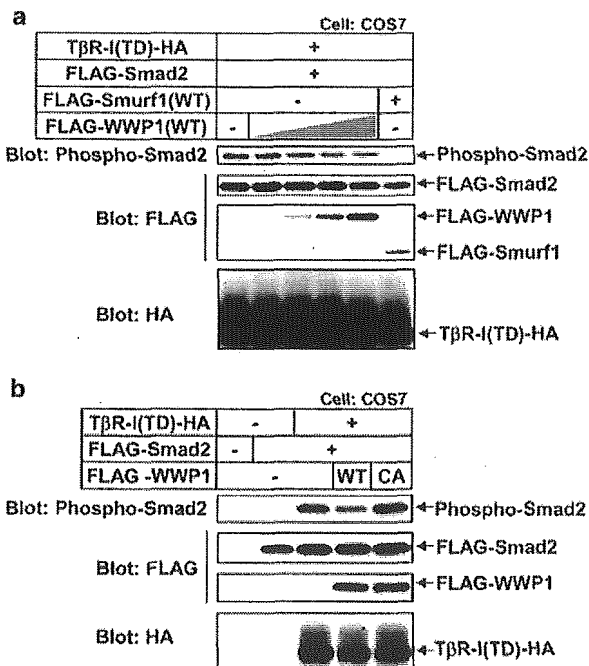 a
Cell: COS7
TβR-I(TD)-HA +
FLAG-Smad2 +
FLAG-Smurf1(WT) - +
FLAG-WWP1(WT) - -
Blot: Phospho-Smad2 Phospho-Smad2
FLAG-Smad2
Blot: FLAG FLAG-WWP1
FLAG-Smurf1
Blot: HA
TβR-I(TD)-HA
b
Cell: COS7
TβR-I(TD)-HA - +
FLAG-Smad2 - +
FLAG -WWP1 - WT CA
Blot: Phospho-Smad2 Phospho-Smad2
FLAG-Smad2
Blot: FLAG
FLAG-WWP1
Blot: HA
TβR-I(TD)-HA